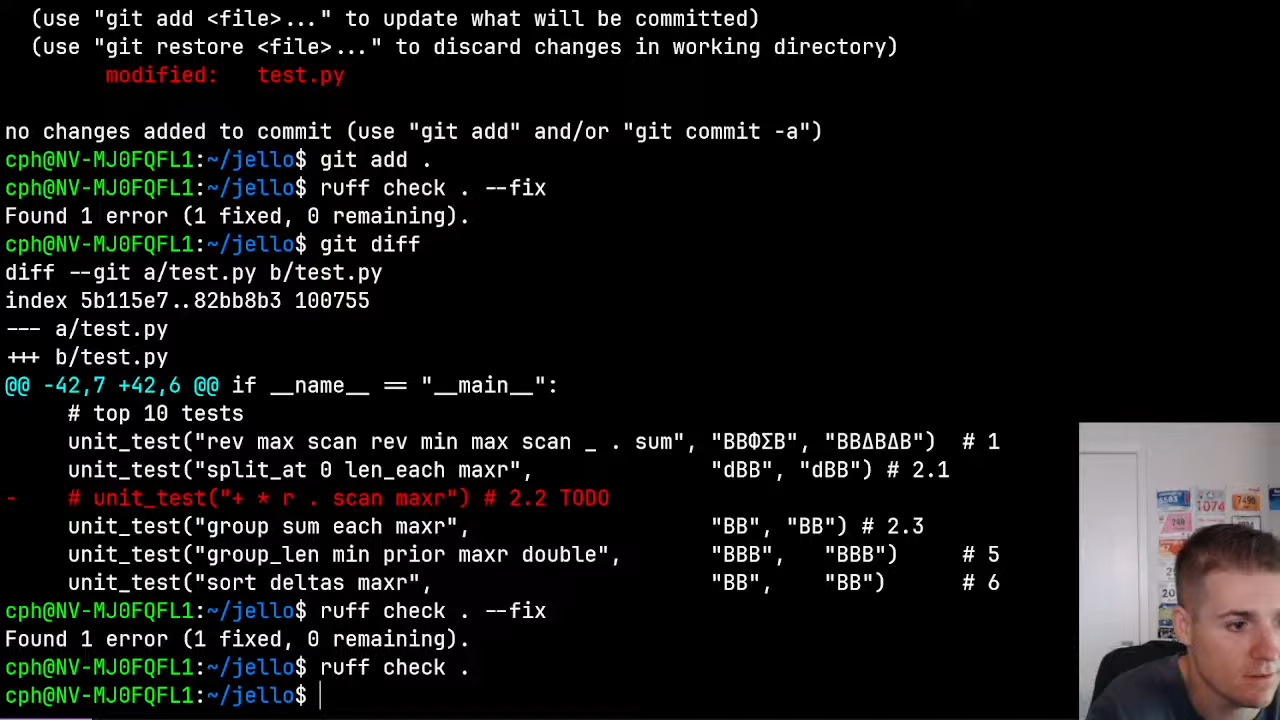 (use "git add <file>..." to update what will be committed)
(use "git restore <file>..." to discard changes in working directory)
modified: test.py
no changes added to commit (use "git add" and/or "git commit -a")
cph@NV-MJ0FQFL1:~/jello$ git add .
cph@NV-MJ0FQFL1:~/jello$ ruff check . --fix
Found 1 error (1 fixed, 0 remaining).
cph@NV-MJ0FQFL1:~/jello$ git diff
diff --git a/test.py b/test.py
index 5b115e7..82bb8b3 100755
--- a/test.py
+++ b/test.py
@@ -42,7 +42,6 @@ if __name__ == "__main__":
# top 10 tests
unit_test("rev max scan rev min max scan _ . sum", "BBΦΣB", "BBΔBΔB") # 1
unit_test("split_at 0 len_each maxr", "dBB", "dBB") # 2.1
- # unit_test("+ * r . scan maxr") # 2.2 TODO
unit_test("group sum each maxr", "BB", "BB") # 2.3
unit_test("group_len min prior maxr double", "BBB", "BBB") # 5
unit_test("sort deltas maxr", "BB", "BB") # 6
cph@NV-MJ0FQFL1:~/jello$ ruff check . --fix
Found 1 error (1 fixed, 0 remaining).
cph@NV-MJ0FQFL1:~/jello$ ruff check .
cph@NV-MJ0FQFL1:~/jello$
1074